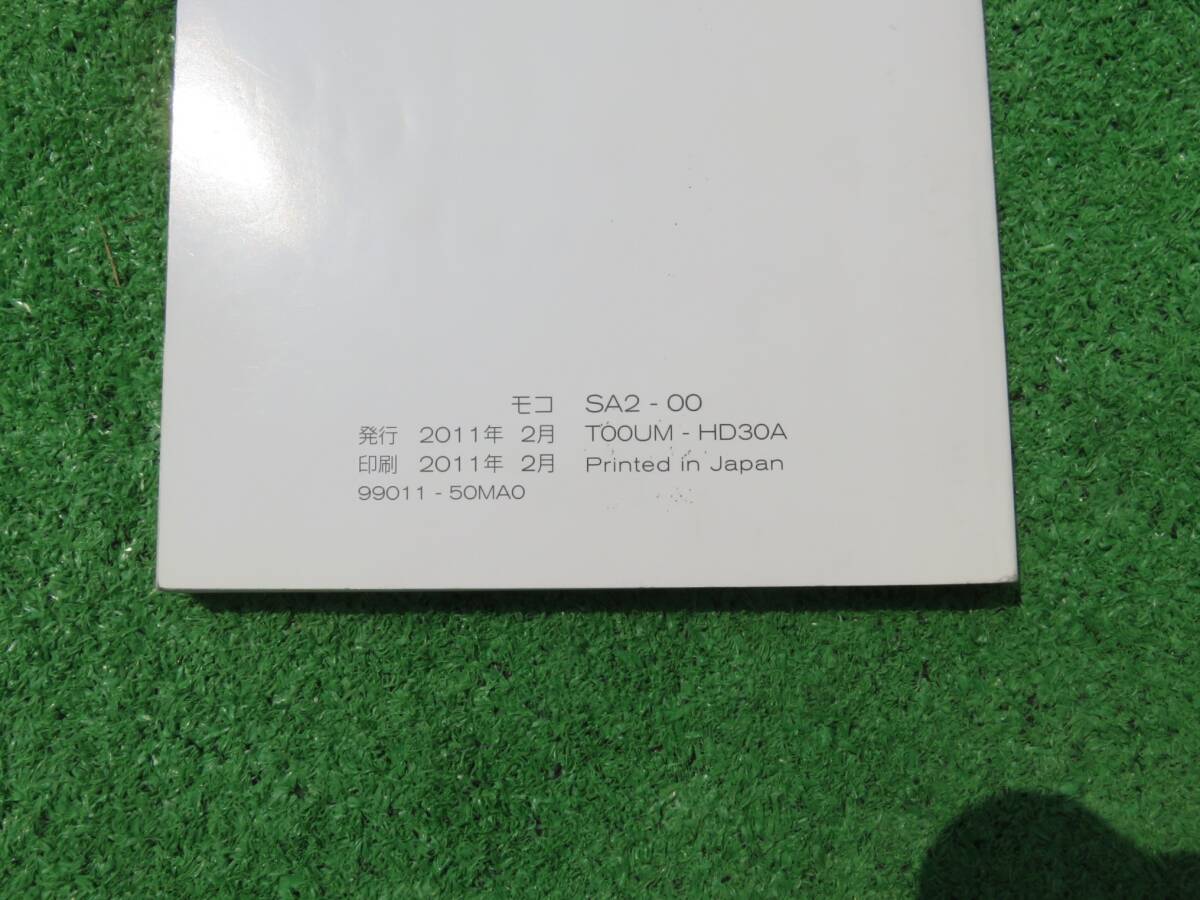 モコ SA2 - 00
発行 2011年 2月 T00UM - HD30A
印刷 2011年 2月 Printed in Japan
99011 - 50MA0